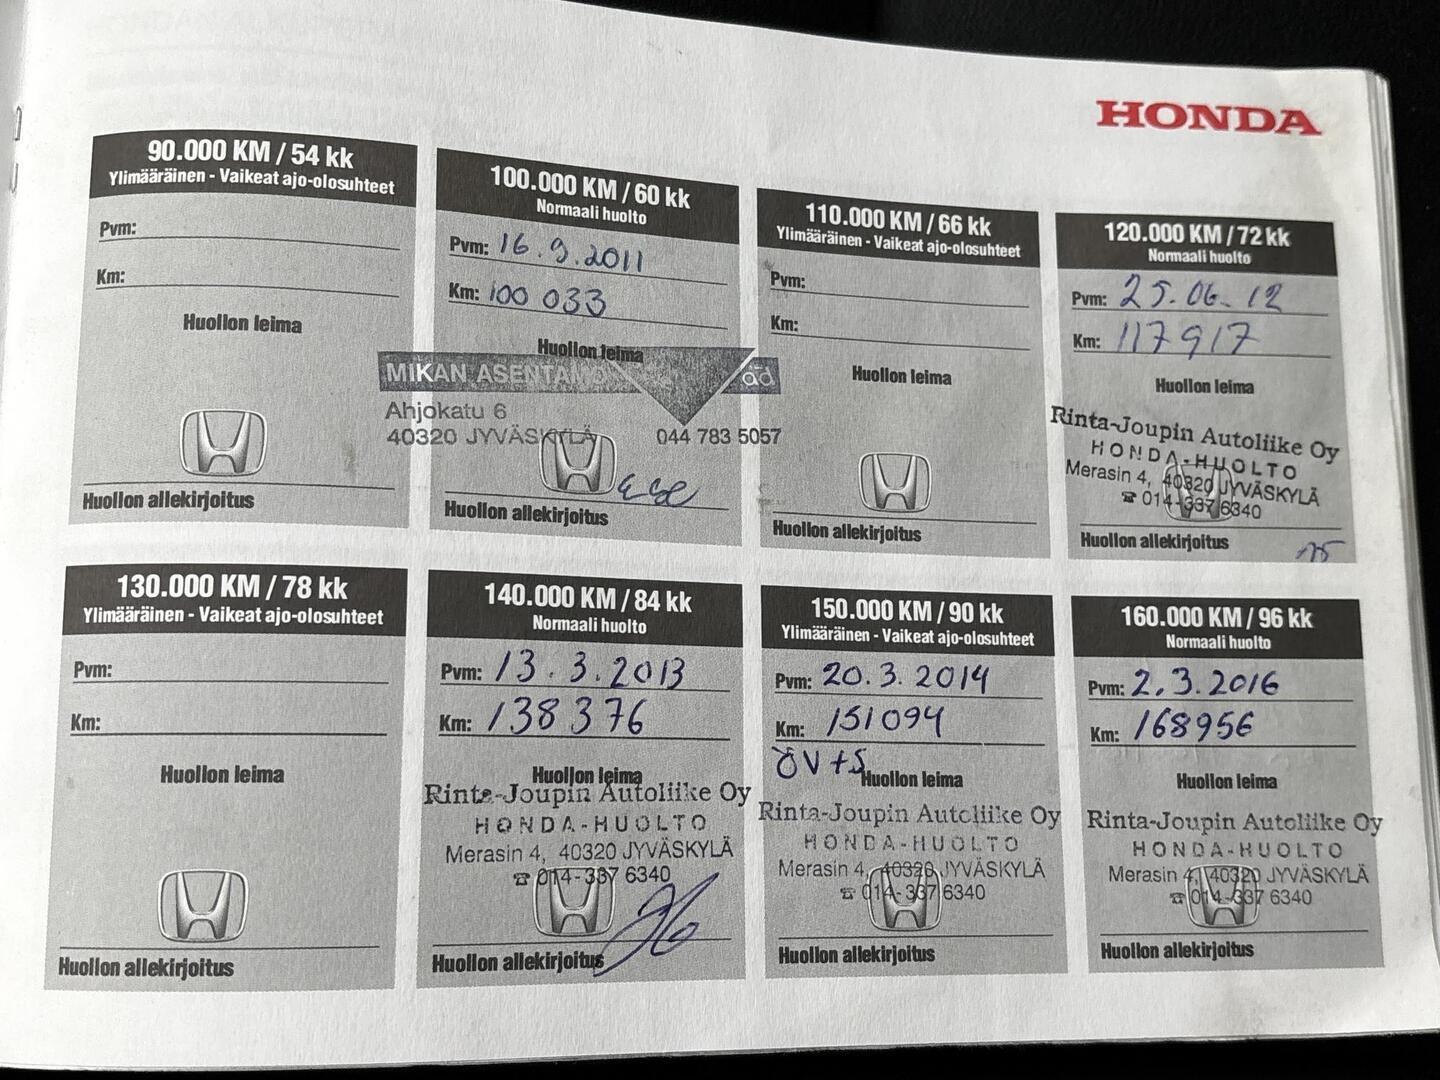 HONDA
90.000 KM / 54 kk
Ylimääräinen - Vaikeat ajo-olosuhteet
Pvm:
Km:
Huollon leima
Huollon allekirjoitus
100.000 KM / 60 kk
Normaali huolto
Pvm: 16.9.2011
Km: 100 033
Huollon leima
MIKAN ASENTAMO ad
Ahjokatu 6
40320 JYVÄSKYLÄ 044 783 5057
Huollon allekirjoitus
110.000 KM / 66 kk
Ylimääräinen - Vaikeat ajo-olosuhteet
Pvm:
Km:
Huollon leima
Huollon allekirjoitus
120.000 KM / 72 kk
Normaali huolto
Pvm: 25.06.12
Km: 117917
Huollon leima
Rinta-Joupin Autoliike Oy
HONDA-HUOLTO
Merasin 4, 40320 JYVÄSKYLÄ
☎ 014-337 6340
Huollon allekirjoitus
130.000 KM / 78 kk
Ylimääräinen - Vaikeat ajo-olosuhteet
Pvm:
Km:
Huollon leima
Huollon allekirjoitus
140.000 KM / 84 kk
Normaali huolto
Pvm: 13.3.2013
Km: 138376
Huollon leima
Rinta-Joupin Autoliike Oy
HONDA-HUOLTO
Merasin 4, 40320 JYVÄSKYLÄ
☎ 014-337 6340
Huollon allekirjoitus
150.000 KM / 90 kk
Ylimääräinen - Vaikeat ajo-olosuhteet
Pvm: 20.3.2014
Km: 151094
ÖV+S
Huollon leima
Rinta-Joupin Autoliike Oy
HONDA-HUOLTO
Merasin 4, 40320 JYVÄSKYLÄ
☎ 014-337 6340
Huollon allekirjoitus
160.000 KM / 96 kk
Normaali huolto
Pvm: 2.3.2016
Km: 168956
Huollon leima
Rinta-Joupin Autoliike Oy
HONDA-HUOLTO
Merasin 4, 40320 JYVÄSKYLÄ
☎ 014-337 6340
Huollon allekirjoitus